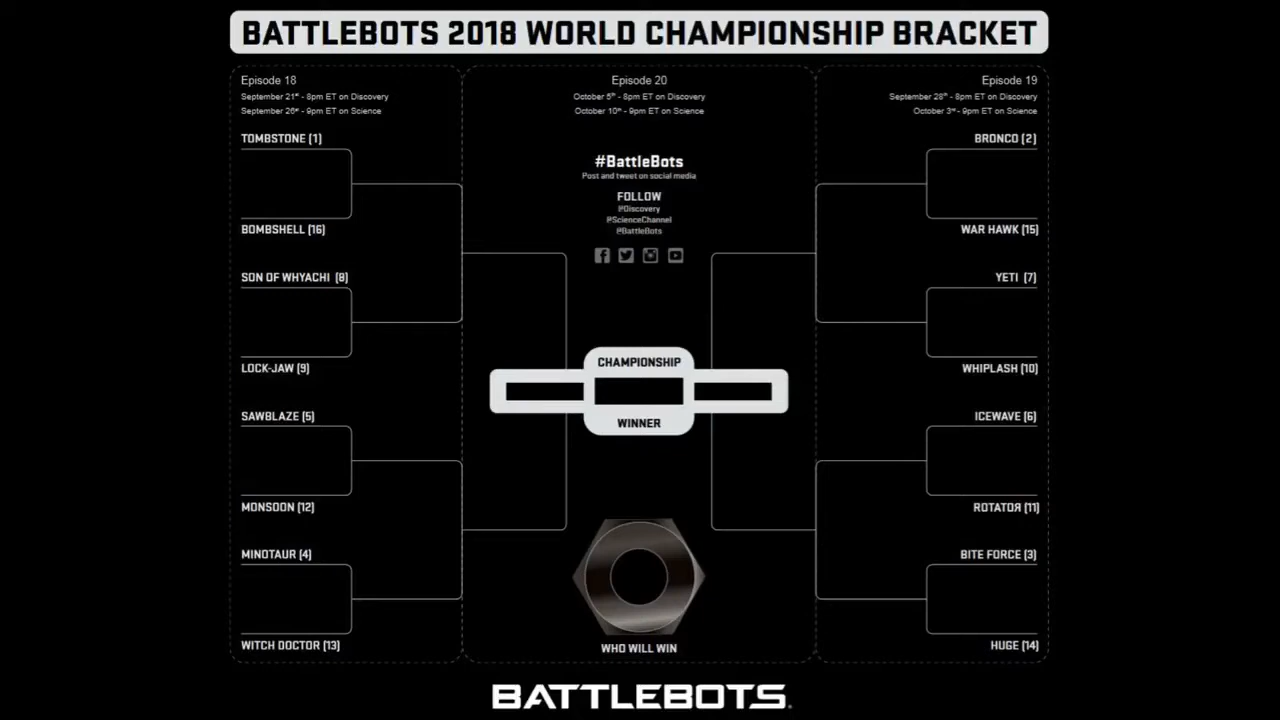 BATTLEBOTS 2018 WORLD CHAMPIONSHIP BRACKET
Episode 18
September 21st - 8pm ET on Discovery
September 26st - 9pm ET on Science
TOMBSTONE (1)
BOMBSHELL (16)
SON OF WHYACHI (8)
LOCK-JAW (9)
SAWBLAZE (5)
MONSOON (12)
MINOTAUR (4)
WITCH DOCTOR (13)
Episode 20
October 5th - 8pm ET on Discovery
October 10th - 9pm ET on Science
#BattleBots
Post and tweet on social media
FOLLOW
@Discovery
@ScienceChannel
@BattleBots
CHAMPIONSHIP
WINNER
WHO WILL WIN
Episode 19
September 28th - 8pm ET on Discovery
October 3rd - 9pm ET on Science
BRONCO (2)
WAR HAWK (15)
YETI (7)
WHIPLASH (10)
ICEWAVE (6)
ROTATOR (11)
BITE FORCE (3)
HUGE (14)
BATTLEBOTS.